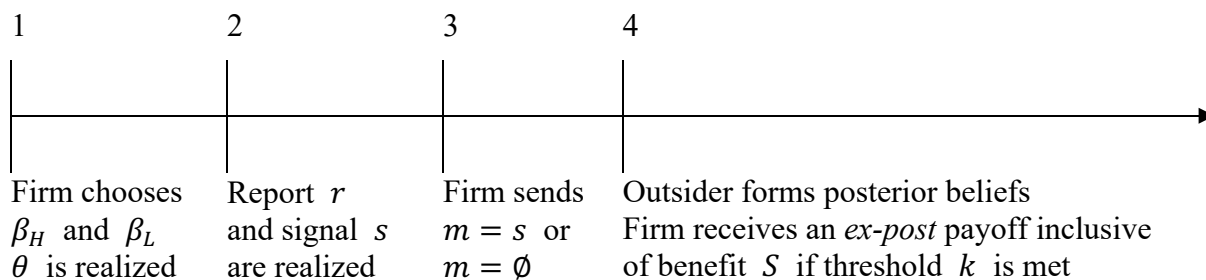 1 2 3 4
Firm chooses Report r Firm sends Outsider forms posterior beliefs
β_H and β_L and signal s m = s or Firm receives an ex-post payoff inclusive
θ is realized are realized m = ∅ of benefit S if threshold k is met